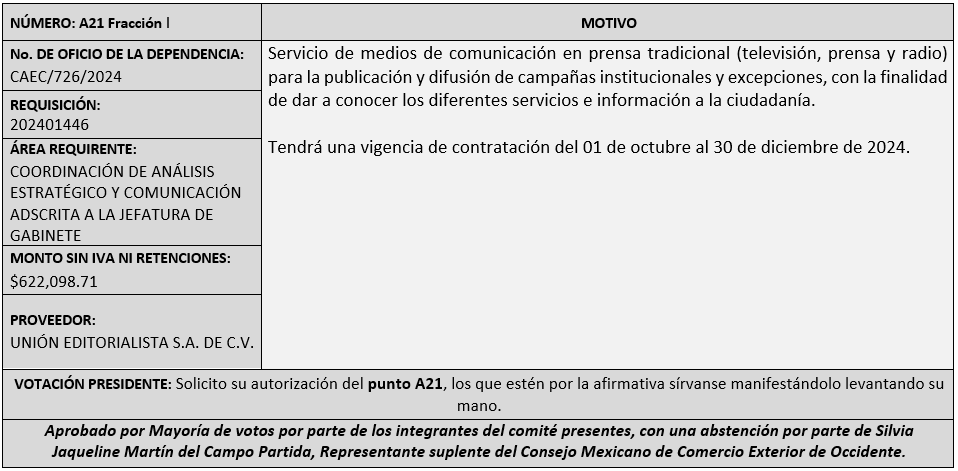 NÚMERO: A21 Fracción I
MOTIVO
No. DE OFICIO DE LA DEPENDENCIA:
CAEC/726/2024
REQUISICIÓN:
202401446
ÁREA REQUIRENTE:
COORDINACIÓN DE ANÁLISIS
ESTRATÉGICO Y COMUNICACIÓN
ADSCRITA A LA JEFATURA DE
GABINETE
MONTO SIN IVA NI RETENCIONES:
$622,098.71
PROVEEDOR:
UNIÓN EDITORIALISTA S.A. DE C.V.
Servicio de medios de comunicación en prensa tradicional (televisión, prensa y radio)
para la publicación y difusión de campañas institucionales y excepciones, con la finalidad
de dar a conocer los diferentes servicios e información a la ciudadanía.
Tendrá una vigencia de contratación del 01 de octubre al 30 de diciembre de 2024.
VOTACIÓN PRESIDENTE: Solicito su autorización del punto A21, los que estén por la afirmativa sírvanse manifestándolo levantando su
mano.
Aprobado por Mayoría de votos por parte de los integrantes del comité presentes, con una abstención por parte de Silvia
Jaqueline Martín del Campo Partida, Representante suplente del Consejo Mexicano de Comercio Exterior de Occidente.